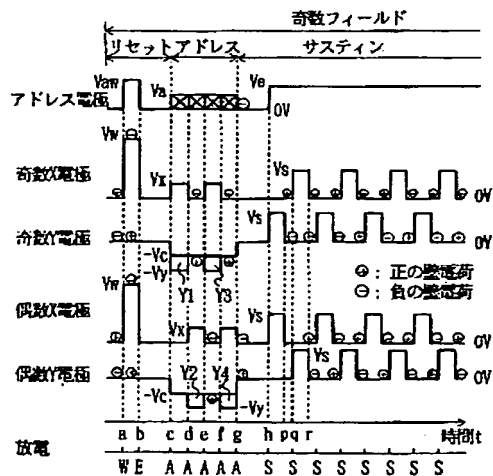 奇数フィールド
リセット アドレス サスティン
Vaw
Va
Ve
アドレス電極
0V
Vw
奇数X電極
Vx
Vs
0V
奇数Y電極
Vs
0V
-Vc
-Vy
Y1 Y3
⊕: 正の壁電荷
⊖: 負の壁電荷
Vw
偶数X電極
Vx
Vs
0V
偶数Y電極
Y2 Y4
Vs
0V
-Vc
-Vy
a b c d e f g h p q r 時間t
放電
W E A A A A A S S S S S S S S S